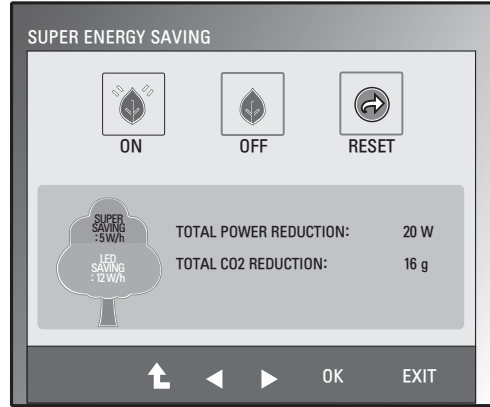 SUPER ENERGY SAVING
ON OFF RESET
SUPER
SAVING
: 5W/h
LED
SAVING
: 12 W/h
TOTAL POWER REDUCTION: 20 W
TOTAL CO2 REDUCTION: 16 g
OK EXIT